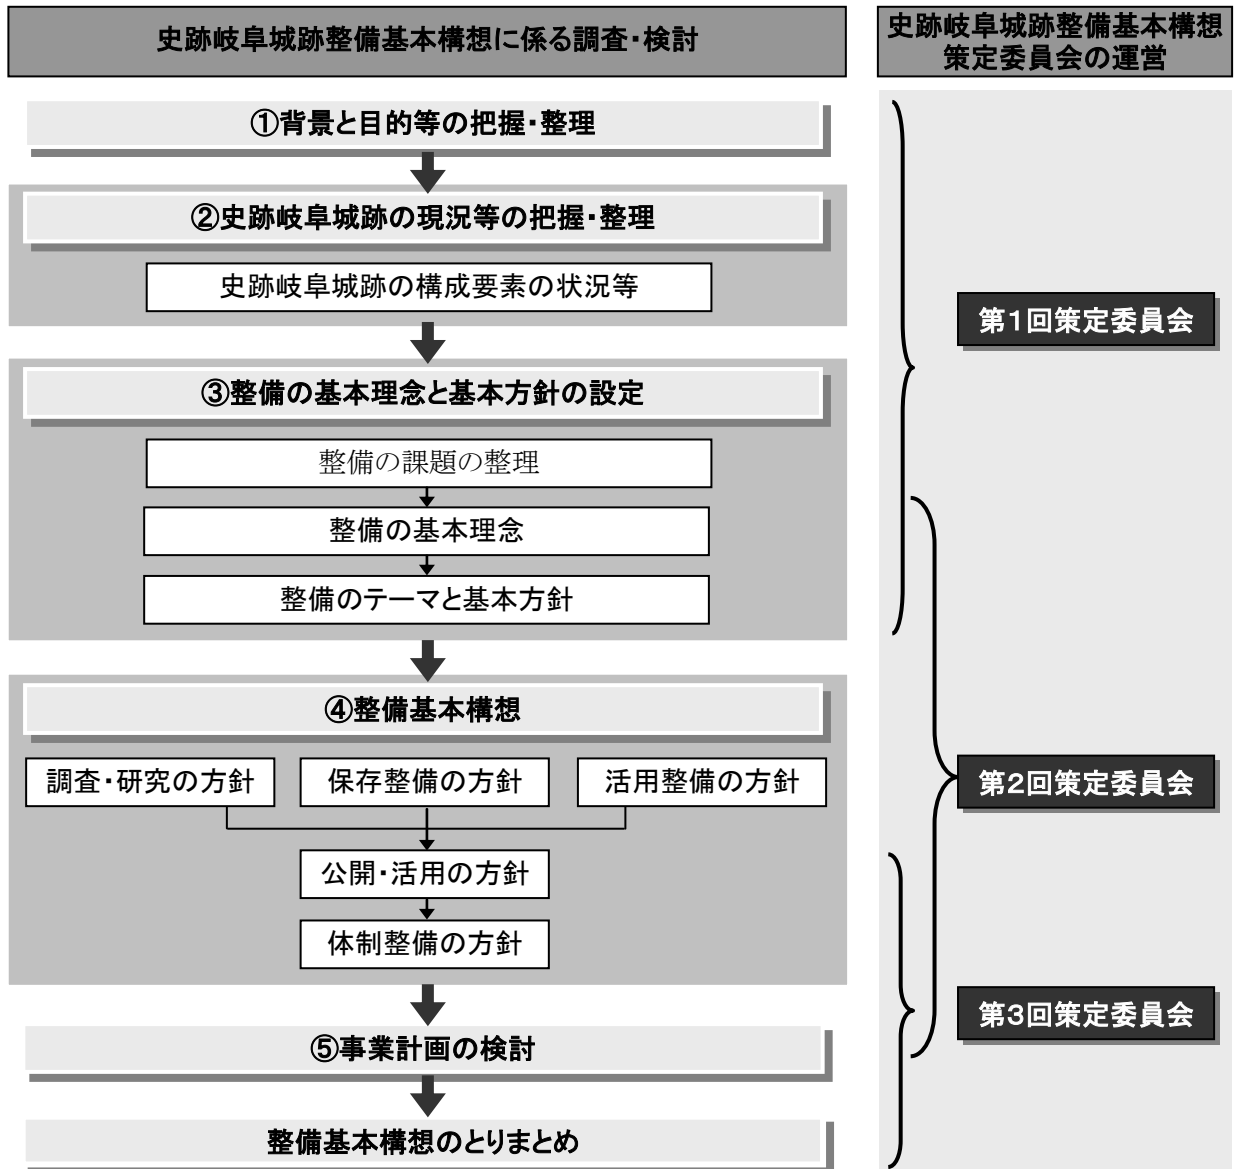 史跡岐阜城跡整備基本構想に係る調査・検討
①背景と目的等の把握・整理
②史跡岐阜城跡の現況等の把握・整理
史跡岐阜城跡の構成要素の状況等
③整備の基本理念と基本方針の設定
整備の課題の整理
整備の基本理念
整備のテーマと基本方針
④整備基本構想
調査・研究の方針
保存整備の方針
活用整備の方針
公開・活用の方針
体制整備の方針
⑤事業計画の検討
整備基本構想のとりまとめ
史跡岐阜城跡整備基本構想
策定委員会の運営
第1回策定委員会
第2回策定委員会
第3回策定委員会